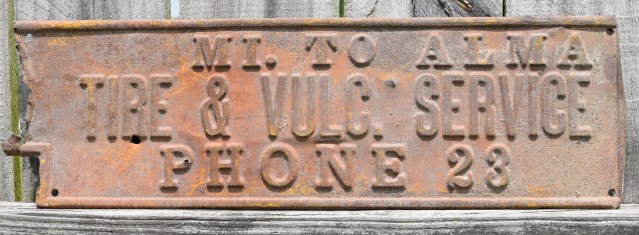 MI. TO ALMA
TIRE & VULC. SERVICE
PHONE 23